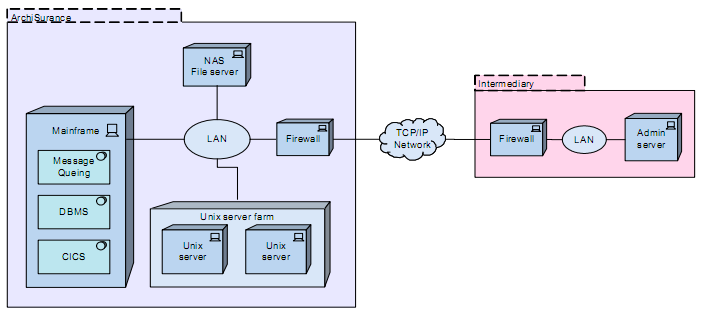 ArchiSurance
NAS
File server
Mainframe
Message
Queing
DBMS
CICS
LAN
Firewall
Unix server farm
Unix
server
Unix
server
TCP/IP
Network
Intermediary
Firewall
LAN
Admin
server